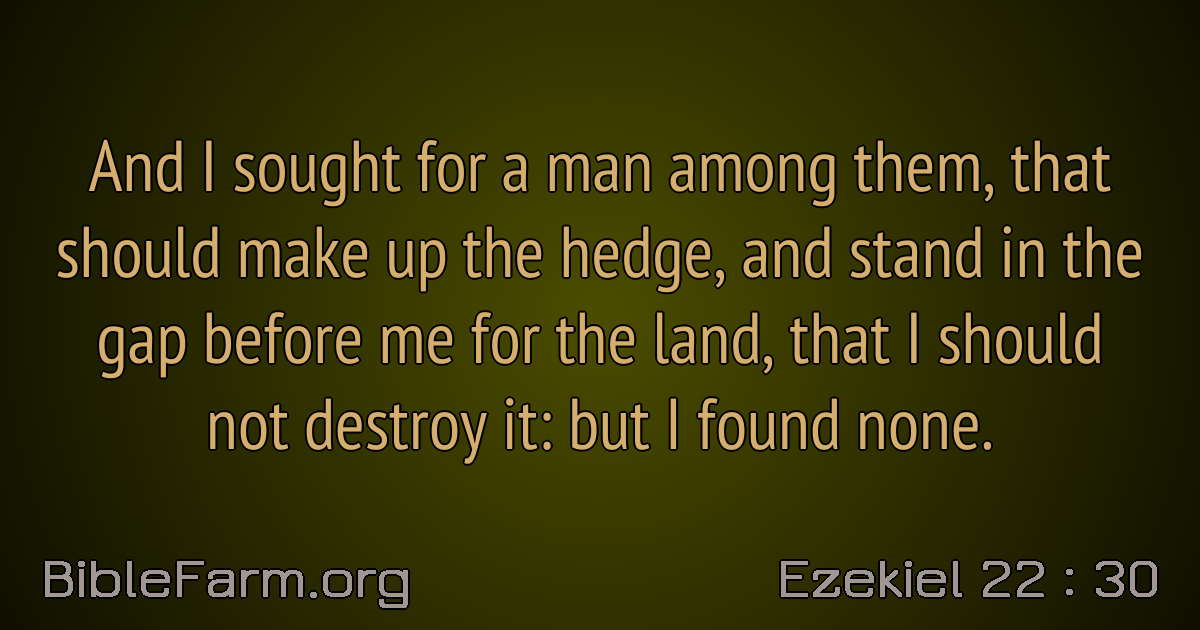 And I sought for a man among them, that
should make up the hedge, and stand in the
gap before me for the land, that I should
not destroy it: but I found none.
BibleFarm.org
Ezekiel 22 : 30